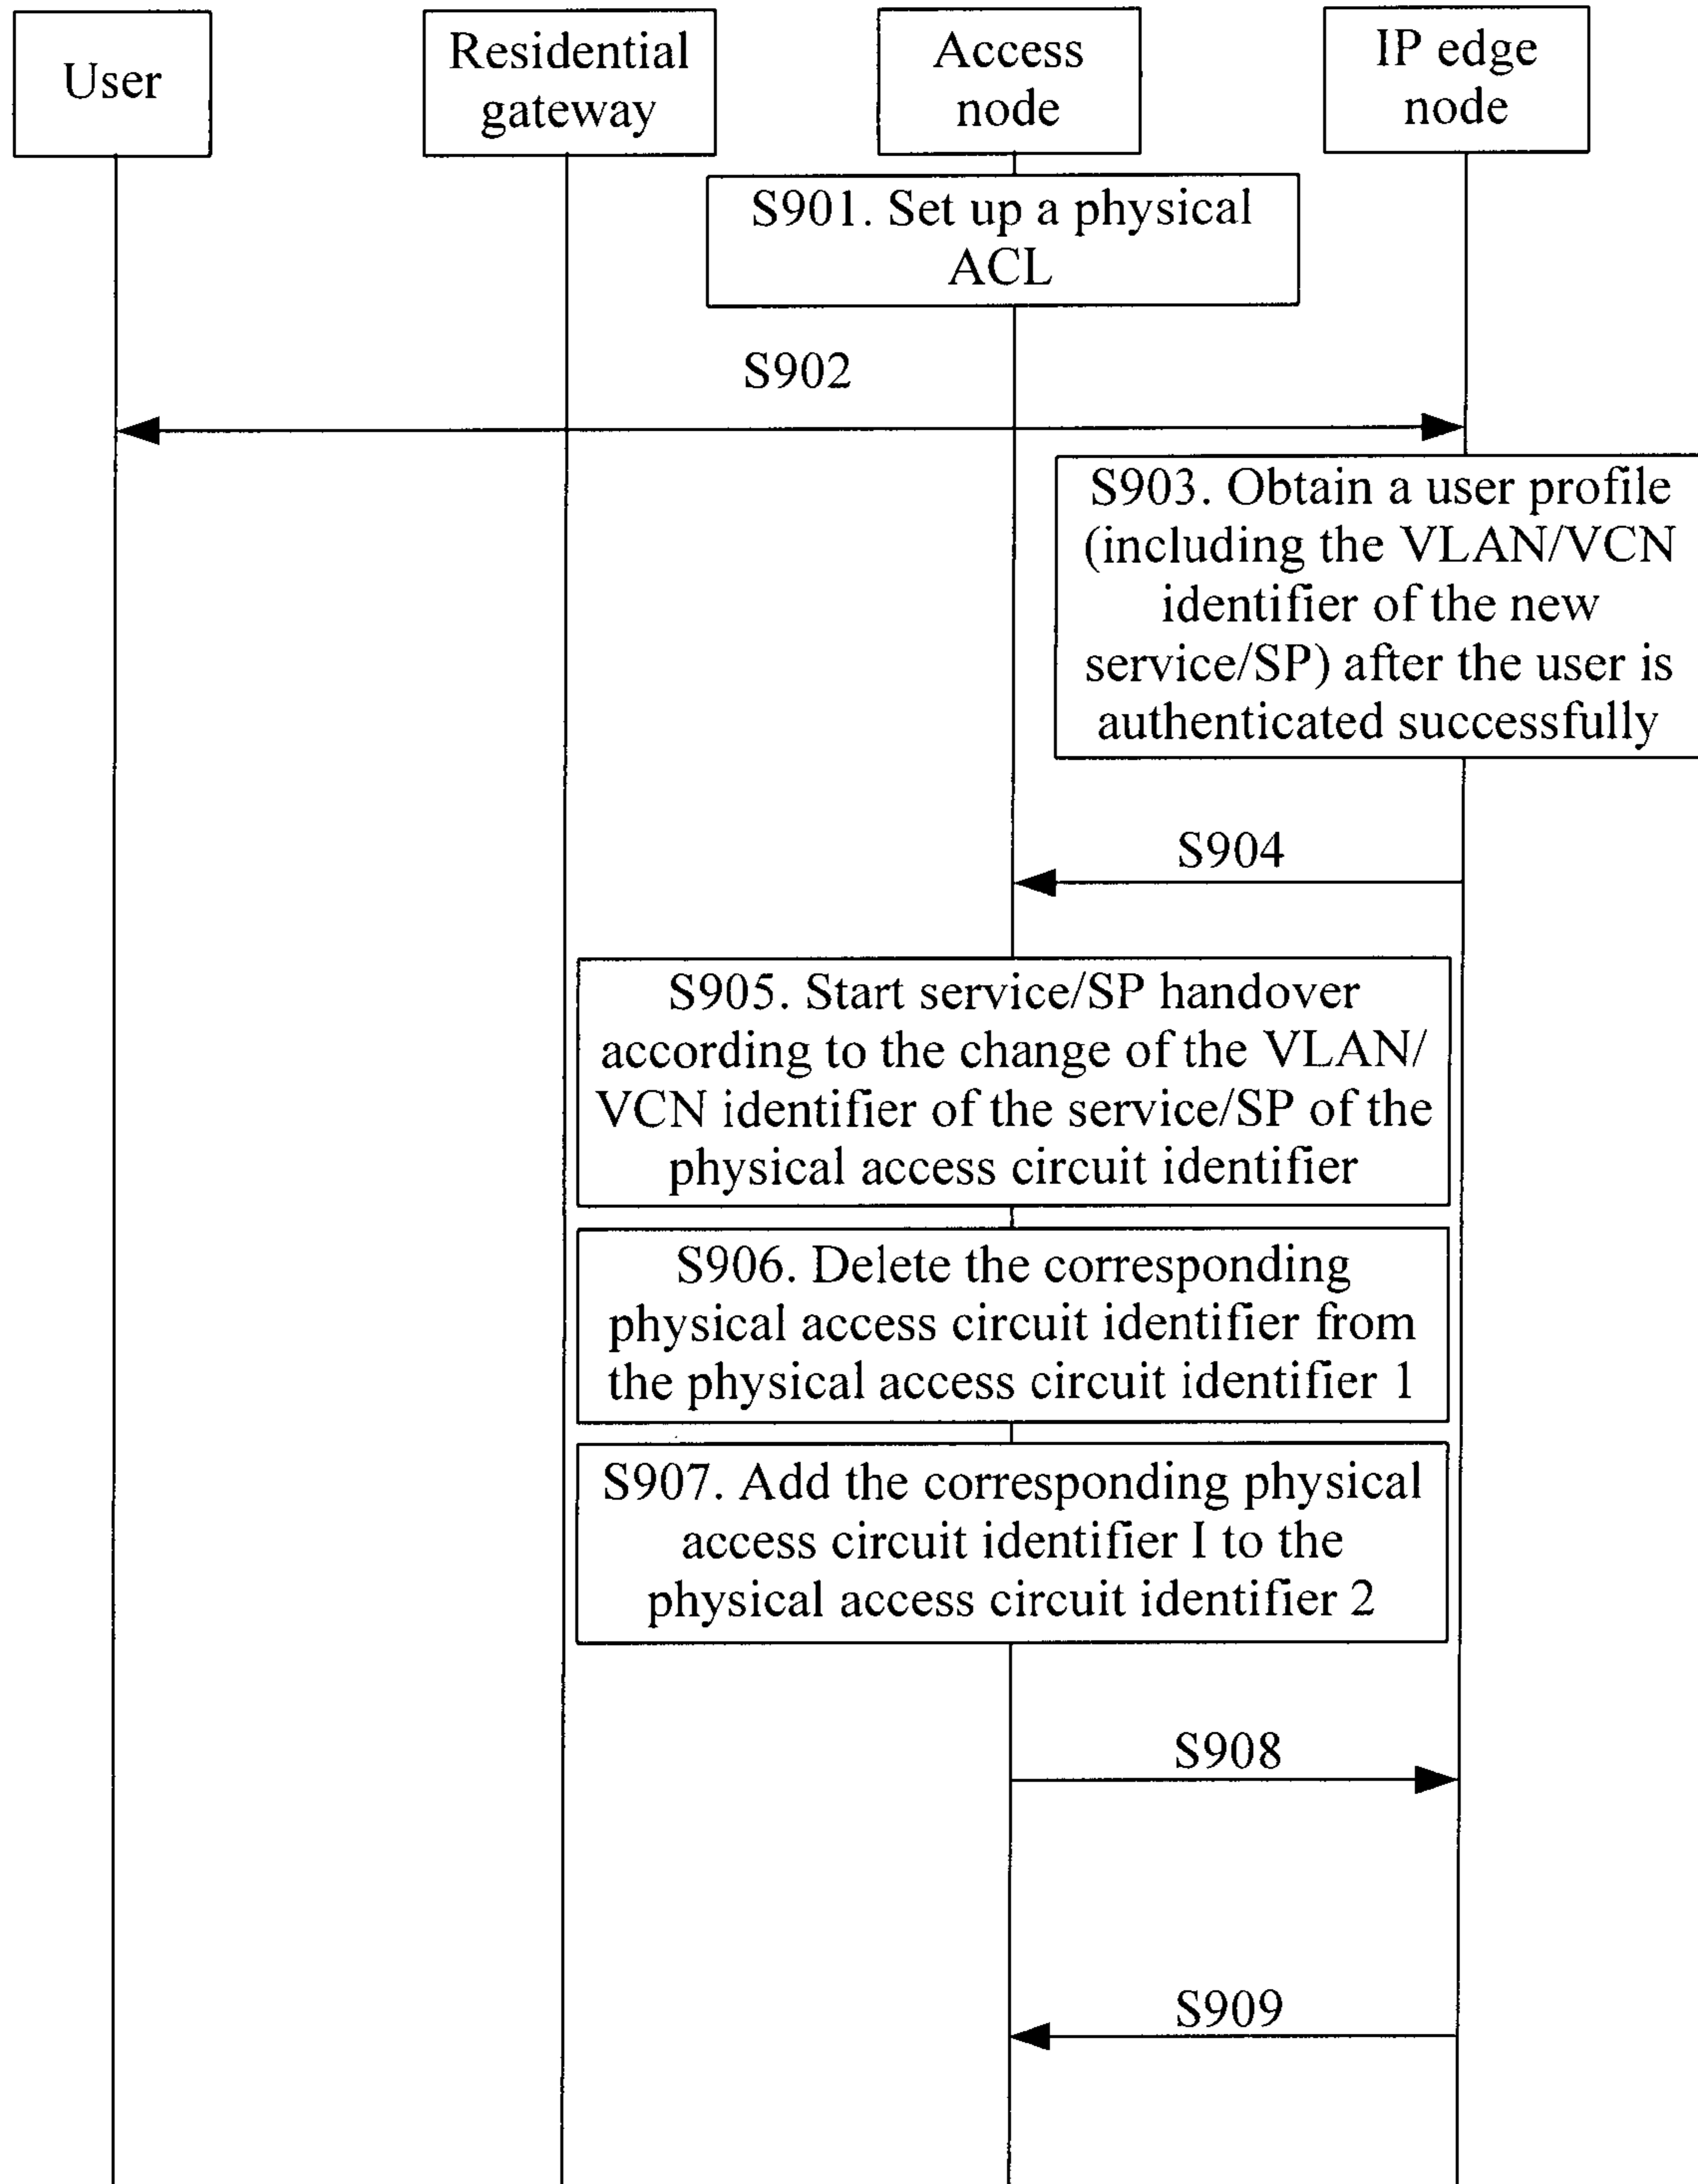 User
Residential
gateway
Access
node
IP edge
node
S901. Set up a physical
ACL
S902
S903. Obtain a user profile
(including the VLAN/VCN
identifier of the new
service/SP) after the user is
authenticated successfully
S904
S905. Start service/SP handover
according to the change of the VLAN/
VCN identifier of the service/SP of the
physical access circuit identifier
S906. Delete the corresponding
physical access circuit identifier from
the physical access circuit identifier 1
S907. Add the corresponding physical
access circuit identifier I to the
physical access circuit identifier 2
S908
S909